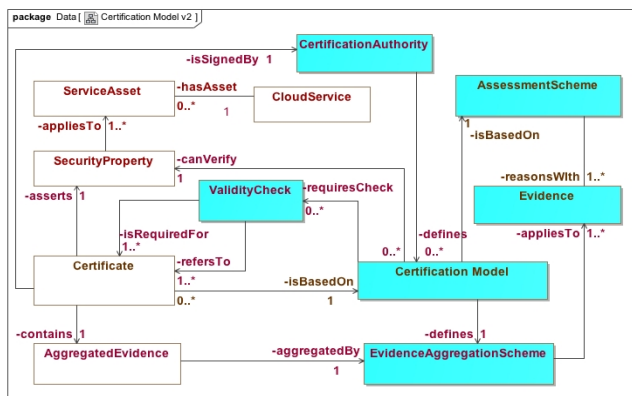 package Data[ Certification Model v2 ]
-isSignedBy 1
CertificationAuthority
ServiceAsset
-hasAsset
0..*
1
CloudService
AssessmentScheme
1
-isBasedOn
-appliesTo 1..*
SecurityProperty
-canVerify
1
-reasonsWIth 1..*
-asserts 1
ValidityCheck
-requiresCheck
0..*
Evidence
-appliesTo 1..*
-isRequiredFor
1..*
-defines
0..*
0..*
Certificate
-refersTo
1..*
0..*
-isBasedOn
1
Certification Model
-contains 1
-defines 1
AggregatedEvidence
-aggregatedBy
1
EvidenceAggregationScheme